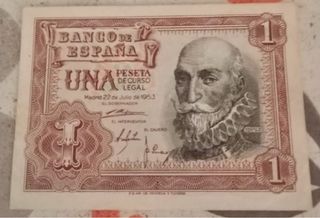 BANCO DE
ESPAÑA
1
UNA PESETA
DE CURSO
LEGAL
Madrid 22 de Julio de 1953
EL GOBERNADOR
EL INTERVENTOR
EL CAJERO
1
1